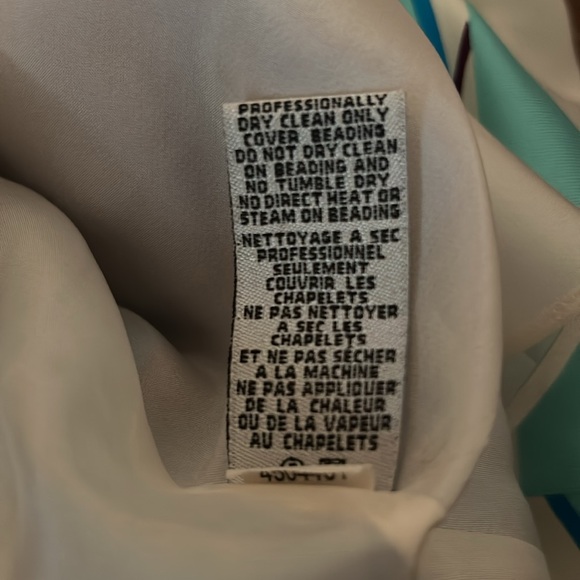 PROFESSIONALLY
DRY CLEAN ONLY
COVER BEADING
DO NOT DRY CLEAN
ON BEADING AND
NO TUMBLE DRY
NO DIRECT HEAT OR
STEAM ON BEADING
NETTOYAGE A SEC
PROFESSIONNEL
SEULEMENT
COUVRIR LES
CHAPELETS
NE PAS NETTOYER
A SEC LES
CHAPELETS
ET NE PAS SÉCHER
A LA MACHINE
NE PAS APPLIQUER
DE LA CHALEUR
OU DE LA VAPEUR
AU CHAPELETS